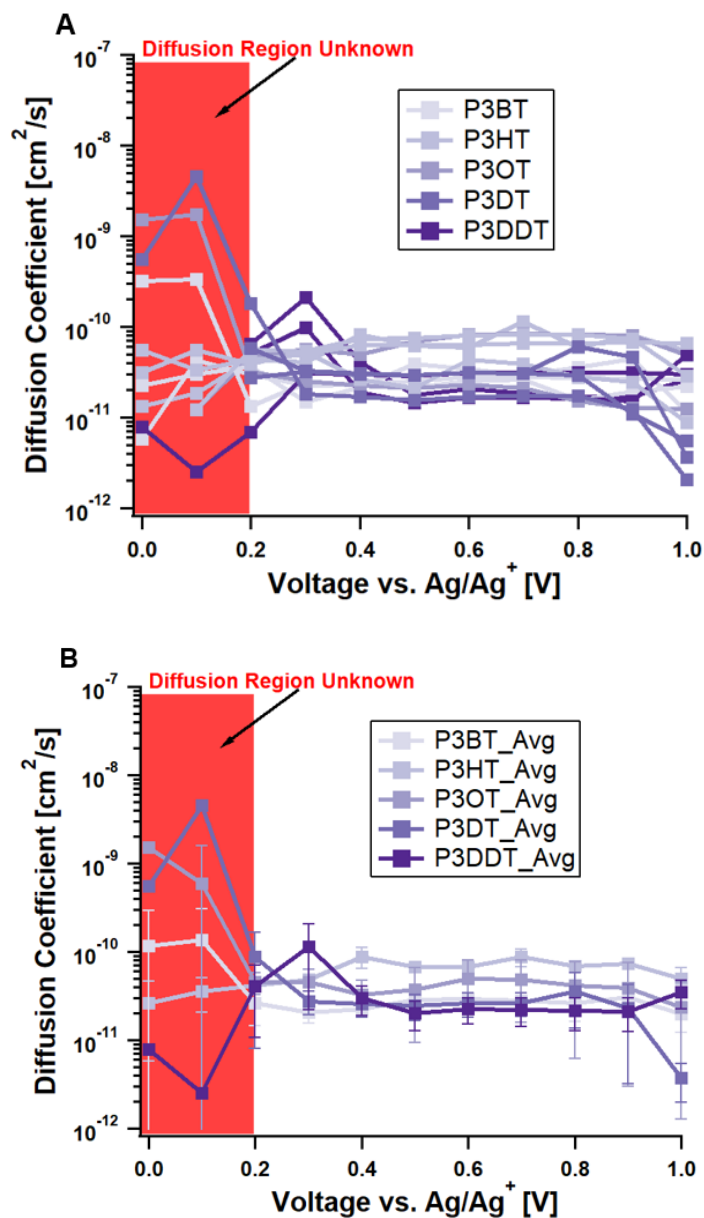 A
Diffusion Region Unknown
10⁻⁷
10⁻⁸
10⁻⁹
10⁻¹⁰
10⁻¹¹
10⁻¹²
Diffusion Coefficient [cm²/s]
P3BT
P3HT
P3OT
P3DT
P3DDT
0.0 0.2 0.4 0.6 0.8 1.0
Voltage vs. Ag/Ag⁺ [V]
B
Diffusion Region Unknown
10⁻⁷
10⁻⁸
10⁻⁹
10⁻¹⁰
10⁻¹¹
10⁻¹²
Diffusion Coefficient [cm²/s]
P3BT_Avg
P3HT_Avg
P3OT_Avg
P3DT_Avg
P3DDT_Avg
0.0 0.2 0.4 0.6 0.8 1.0
Voltage vs. Ag/Ag⁺ [V]